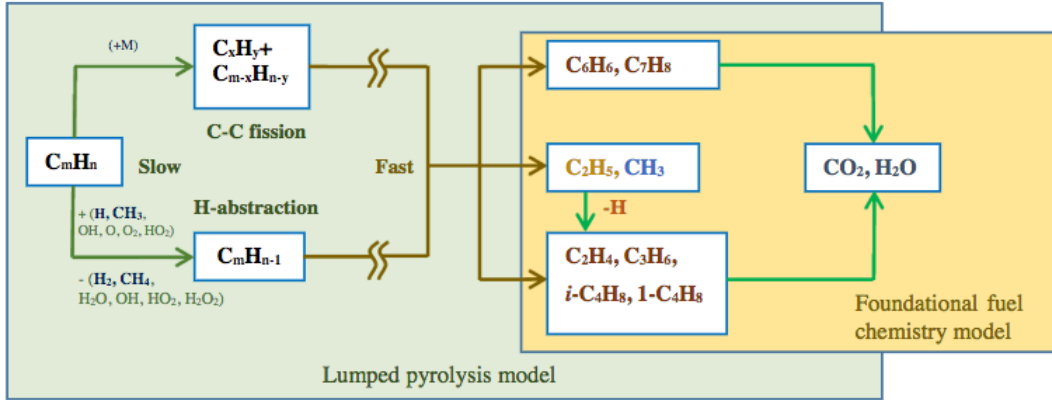 (+M)
CₓHᵧ+
Cₘ₋ₓHₙ₋ᵧ
C-C fission
CₘHₙ
Slow
H-abstraction
+ (H, CH₃,
OH, O, O₂, HO₂)
CₘHₙ₋₁
- (H₂, CH₄,
H₂O, OH, HO₂, H₂O₂)
Fast
C₆H₆, C₇H₈
C₂H₅, CH₃
-H
C₂H₄, C₃H₆,
i-C₄H₈, 1-C₄H₈
CO₂, H₂O
Foundational fuel
chemistry model
Lumped pyrolysis model